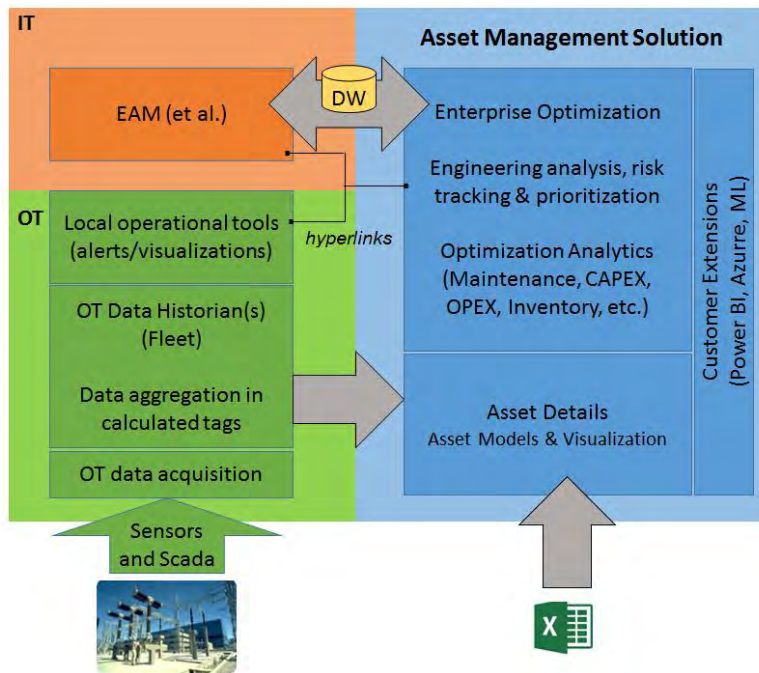 IT
Asset Management Solution
EAM (et al.)
DW
Enterprise Optimization
Engineering analysis, risk
tracking & prioritization
OT
Local operational tools
(alerts/visualizations)
hyperlinks
Optimization Analytics
(Maintenance, CAPEX,
OPEX, Inventory, etc.)
OT Data Historian(s)
(Fleet)
Data aggregation in
calculated tags
Asset Details
Asset Models & Visualization
OT data acquisition
Customer Extensions
(Power BI, Azurre, ML)
Sensors
and Scada
X